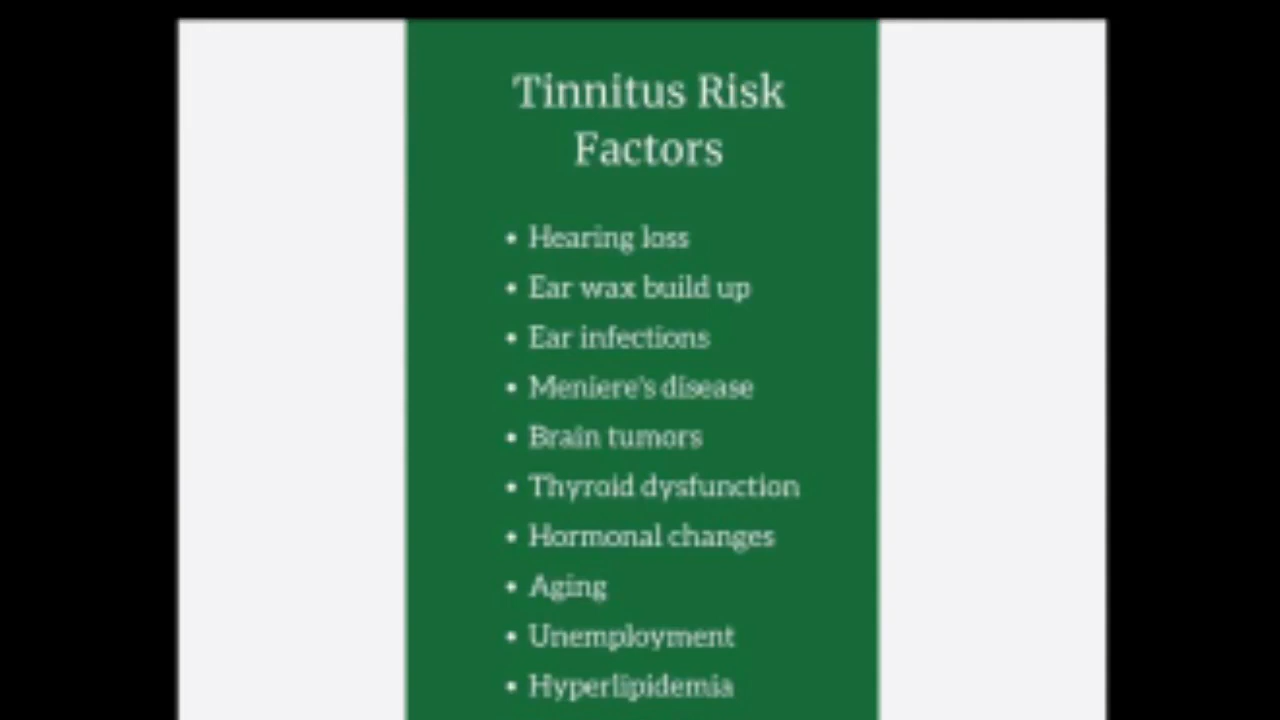 Tinnitus Risk
Factors
• Hearing loss
• Ear wax build up
• Ear infections
• Meniere's disease
• Brain tumors
• Thyroid dysfunction
• Hormonal changes
• Aging
• Unemployment
• Hyperlipidemia